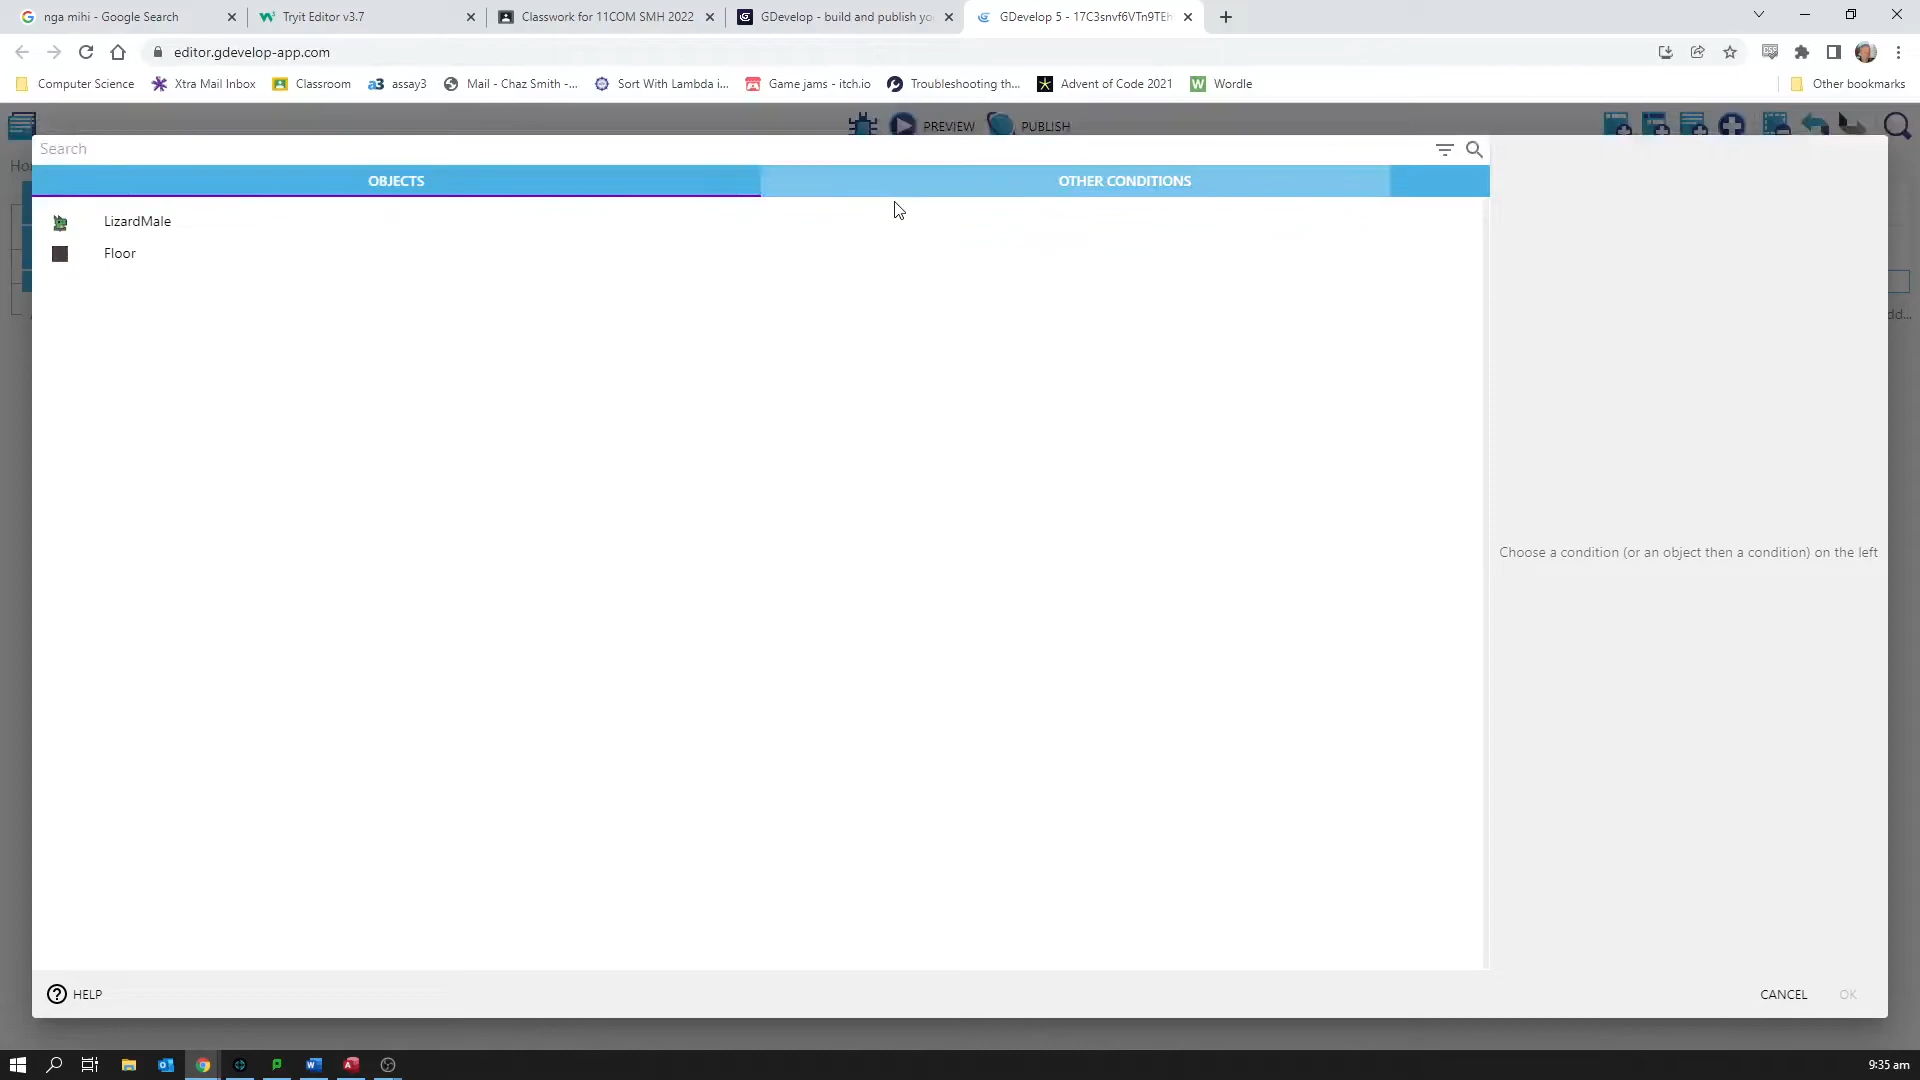 nga mihi - Google Search
Tryit Editor v3.7
Classwork for 11COM SMH 2022
GDevelop - build and publish yo
GDevelop 5 - 17C3snvf6VTn9TEh
editor.gdevelop-app.com
Computer Science
Xtra Mail Inbox
Classroom
a3 assay3
Mail - Chaz Smith -...
Sort With Lambda i...
Game jams - itch.io
Troubleshooting th...
Advent of Code 2021
W Wordle
Other bookmarks
PREVIEW
PUBLISH
Search
OBJECTS
OTHER CONDITIONS
LizardMale
Floor
dd...
Choose a condition (or an object then a condition) on the left
? HELP
CANCEL
OK
9:35 am